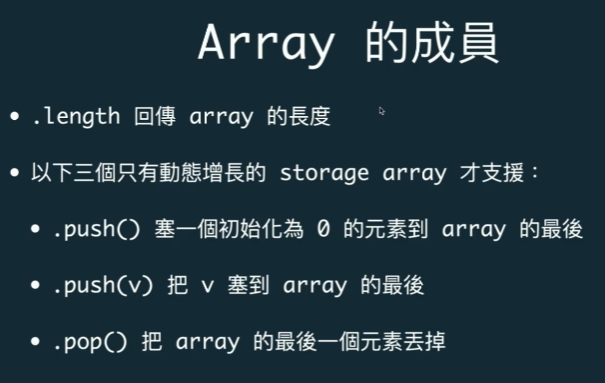 Array 的成員
• .length 回傳 array 的長度
• 以下三個只有動態增長的 storage array 才支援：
• .push() 塞一個初始化為 0 的元素到 array 的最後
• .push(v) 把 v 塞到 array 的最後
• .pop() 把 array 的最後一個元素丟掉